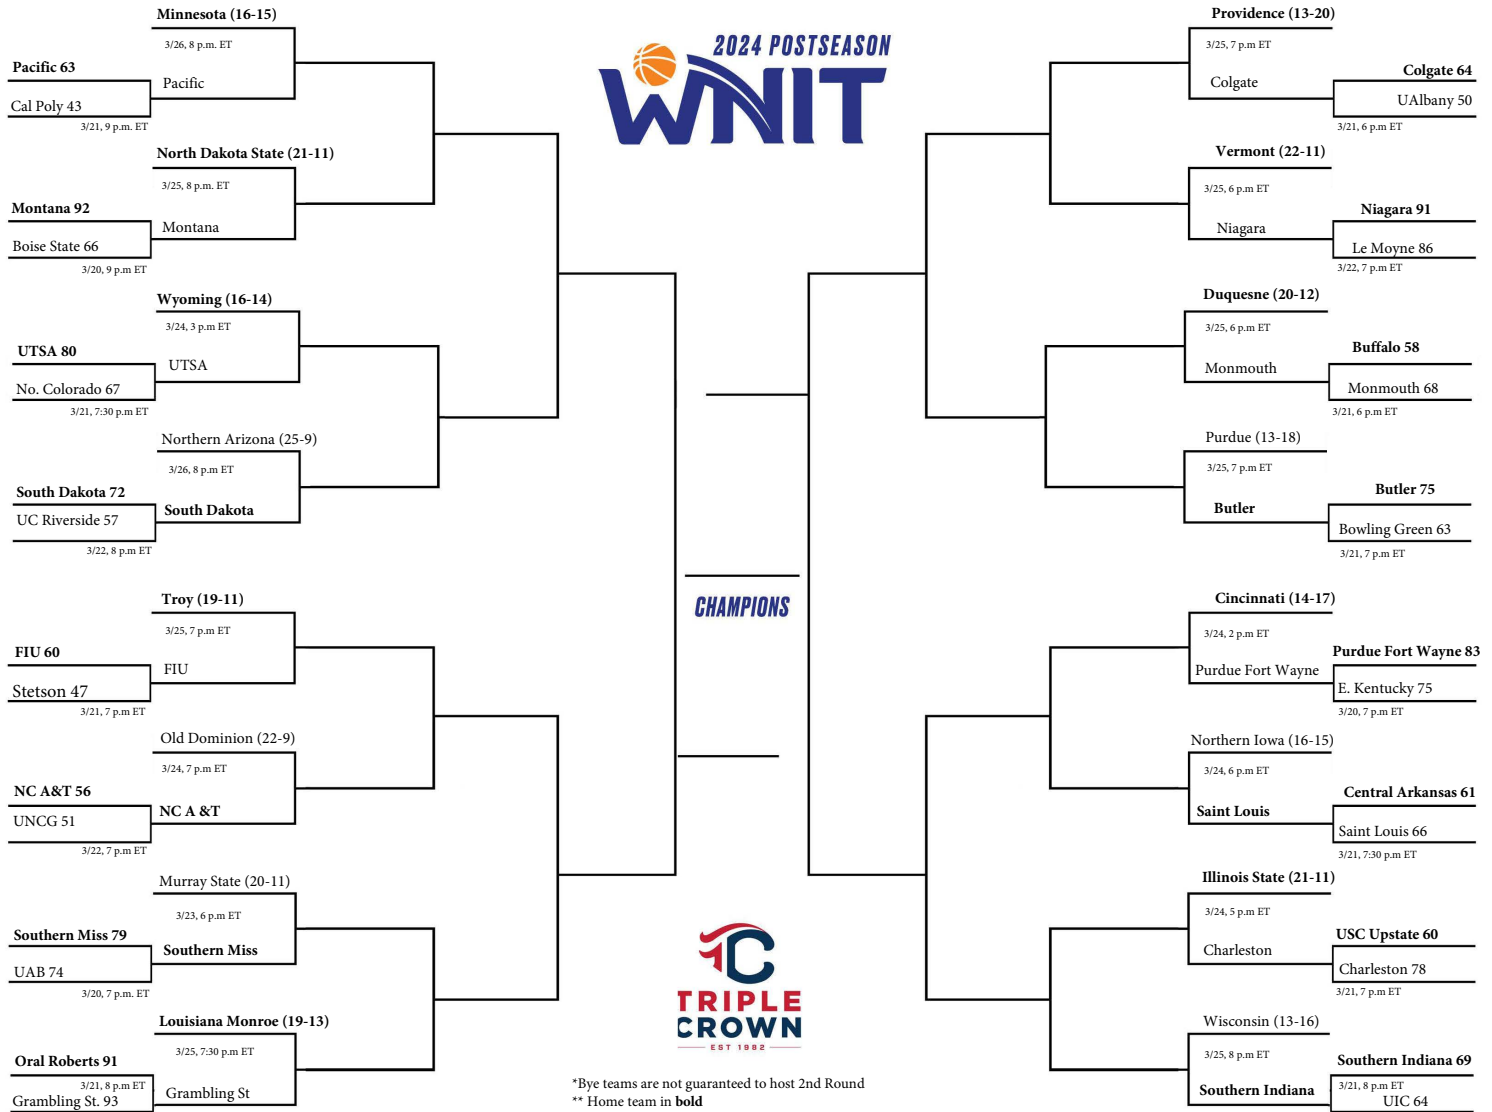 Minnesota (16-15)
3/26, 8 p.m. ET
Pacific 63
Pacific
Cal Poly 43
3/21, 9 p.m. ET
North Dakota State (21-11)
3/25, 8 p.m. ET
Montana 92
Montana
Boise State 66
3/20, 9 p.m ET
Wyoming (16-14)
3/24, 3 p.m ET
UTSA 80
UTSA
No. Colorado 67
3/21, 7:30 p.m ET
Northern Arizona (25-9)
3/26, 8 p.m ET
South Dakota 72
South Dakota
UC Riverside 57
3/22, 8 p.m ET
Troy (19-11)
3/25, 7 p.m ET
FIU 60
FIU
Stetson 47
3/21, 7 p.m ET
Old Dominion (22-9)
3/24, 7 p.m ET
NC A&T 56
NC A &T
UNCG 51
3/22, 7 p.m ET
Murray State (20-11)
3/23, 6 p.m ET
Southern Miss 79
Southern Miss
UAB 74
3/20, 7 p.m. ET
Louisiana Monroe (19-13)
3/25, 7:30 p.m ET
Oral Roberts 91
3/21, 8 p.m ET
Grambling St
Grambling St. 93
2024 POSTSEASON
WNIT
CHAMPIONS
TRIPLE
CROWN
EST 1982
*Bye teams are not guaranteed to host 2nd Round
** Home team in bold
Providence (13-20)
3/25, 7 p.m ET
Colgate 64
Colgate
UAlbany 50
3/21, 6 p.m ET
Vermont (22-11)
3/25, 6 p.m ET
Niagara 91
Niagara
Le Moyne 86
3/22, 7 p.m ET
Duquesne (20-12)
3/25, 6 p.m ET
Buffalo 58
Monmouth
Monmouth 68
3/21, 6 p.m ET
Purdue (13-18)
3/25, 7 p.m ET
Butler 75
Butler
Bowling Green 63
3/21, 7 p.m ET
Cincinnati (14-17)
3/24, 2 p.m ET
Purdue Fort Wayne 83
Purdue Fort Wayne
E. Kentucky 75
3/20, 7 p.m ET
Northern Iowa (16-15)
3/24, 6 p.m ET
Central Arkansas 61
Saint Louis
Saint Louis 66
3/21, 7:30 p.m ET
Illinois State (21-11)
3/24, 5 p.m ET
USC Upstate 60
Charleston
Charleston 78
3/21, 7 p.m ET
Wisconsin (13-16)
3/25, 8 p.m ET
Southern Indiana 69
3/21, 8 p.m ET
Southern Indiana
UIC 64